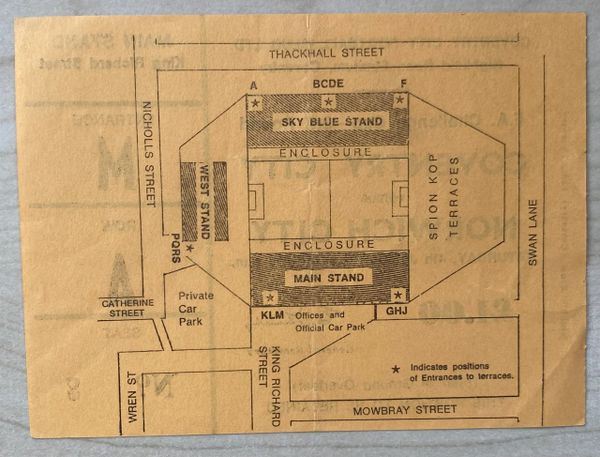 THACKHALL STREET
A BCDE F
SKY BLUE STAND
ENCLOSURE
NICHOLLS STREET
WEST STAND
PQRS
SPION KOP
TERRACES
SWAN LANE
ENCLOSURE
MAIN STAND
KLM
GHJ
Private
Car
Park
Offices and
Official Car Park
CATHERINE
STREET
WREN ST
KING RICHARD
STREET
★ Indicates positions
of Entrances to terraces.
MOWBRAY STREET